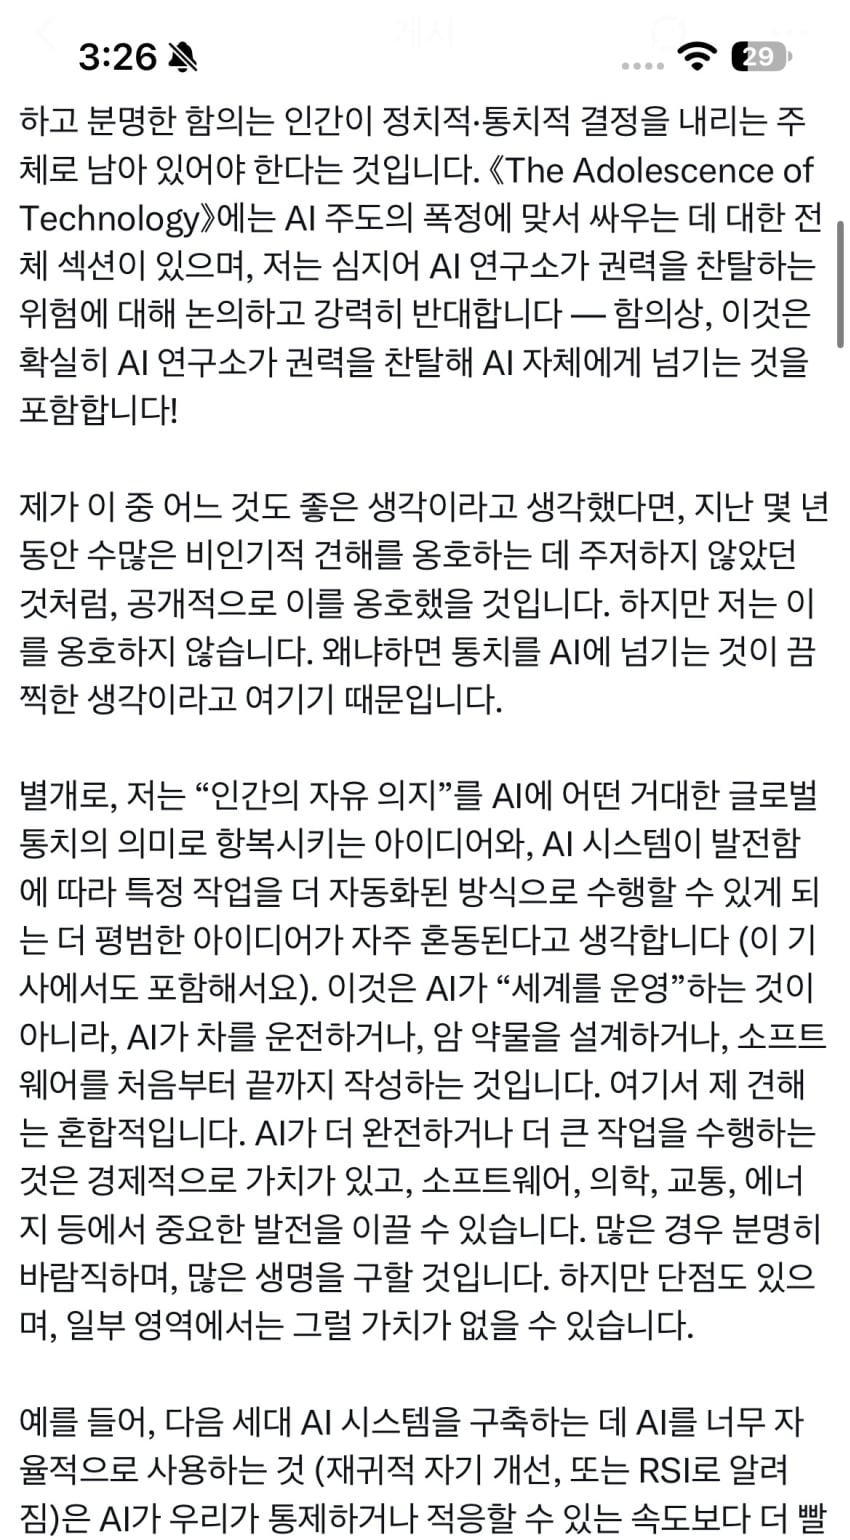 3:26
29
하고 분명한 함의는 인간이 정치적·통치적 결정을 내리는 주
체로 남아 있어야 한다는 것입니다.《The Adolescence of
Technology》에는 AI 주도의 폭정에 맞서 싸우는 데 대한 전
체 섹션이 있으며, 저는 심지어 AI 연구소가 권력을 찬탈하는
위험에 대해 논의하고 강력히 반대합니다 — 함의상, 이것은
확실히 AI 연구소가 권력을 찬탈해 AI 자체에게 넘기는 것을
포함합니다!
제가 이 중 어느 것도 좋은 생각이라고 생각했다면, 지난 몇 년
동안 수많은 비인기적 견해를 옹호하는 데 주저하지 않았던
것처럼, 공개적으로 이를 옹호했을 것입니다. 하지만 저는 이
를 옹호하지 않습니다. 왜냐하면 통치를 AI에 넘기는 것이 끔
찍한 생각이라고 여기기 때문입니다.
별개로, 저는 “인간의 자유 의지”를 AI에 어떤 거대한 글로벌
통치의 의미로 항복시키는 아이디어와, AI 시스템이 발전함
에 따라 특정 작업을 더 자동화된 방식으로 수행할 수 있게 되
는 더 평범한 아이디어가 자주 혼동된다고 생각합니다 (이 기
사에서도 포함해서요). 이것은 AI가 “세계를 운영”하는 것이
아니라, AI가 차를 운전하거나, 암 약물을 설계하거나, 소프트
웨어를 처음부터 끝까지 작성하는 것입니다. 여기서 제 견해
는 혼합적입니다. AI가 더 완전하거나 더 큰 작업을 수행하는
것은 경제적으로 가치가 있고, 소프트웨어, 의학, 교통, 에너
지 등에서 중요한 발전을 이끌 수 있습니다. 많은 경우 분명히
바람직하며, 많은 생명을 구할 것입니다. 하지만 단점도 있으
며, 일부 영역에서는 그럴 가치가 없을 수 있습니다.
예를 들어, 다음 세대 AI 시스템을 구축하는 데 AI를 너무 자
율적으로 사용하는 것 (재귀적 자기 개선, 또는 RSI로 알려
짐)은 AI가 우리가 통제하거나 적응할 수 있는 속도보다 더 빨